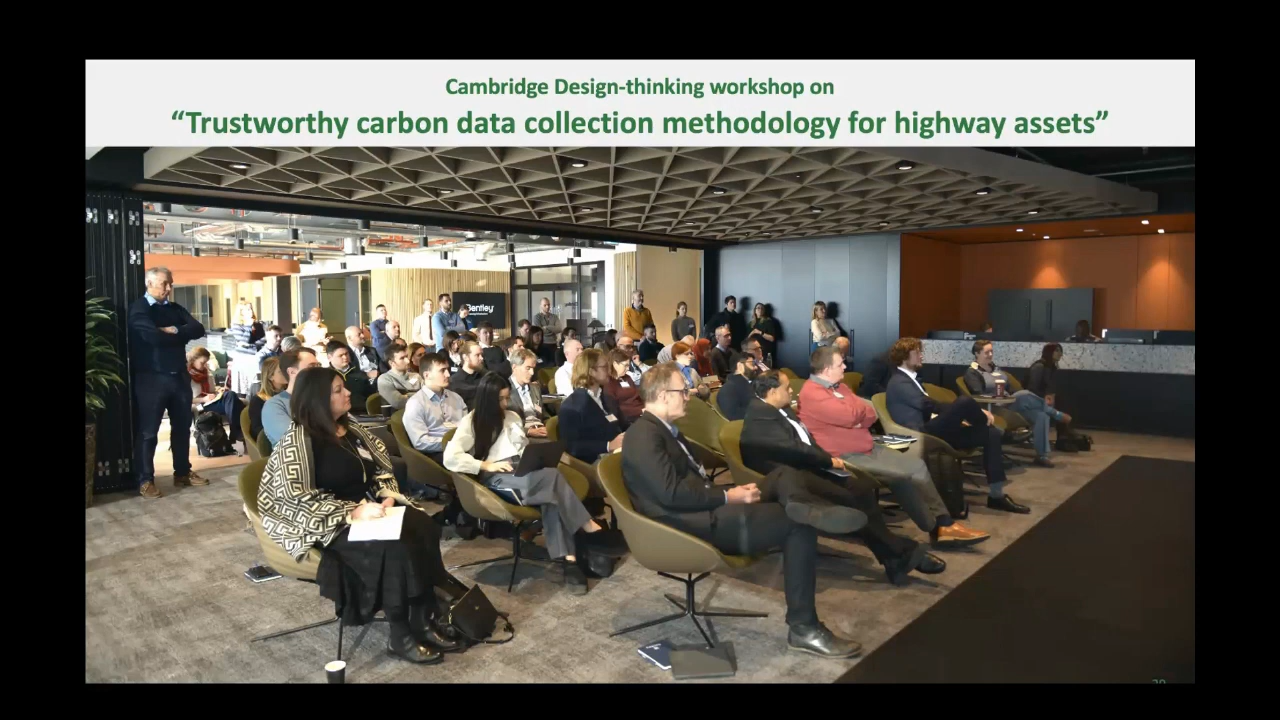 Cambridge Design-thinking workshop on
“Trustworthy carbon data collection methodology for highway assets”
Bentley